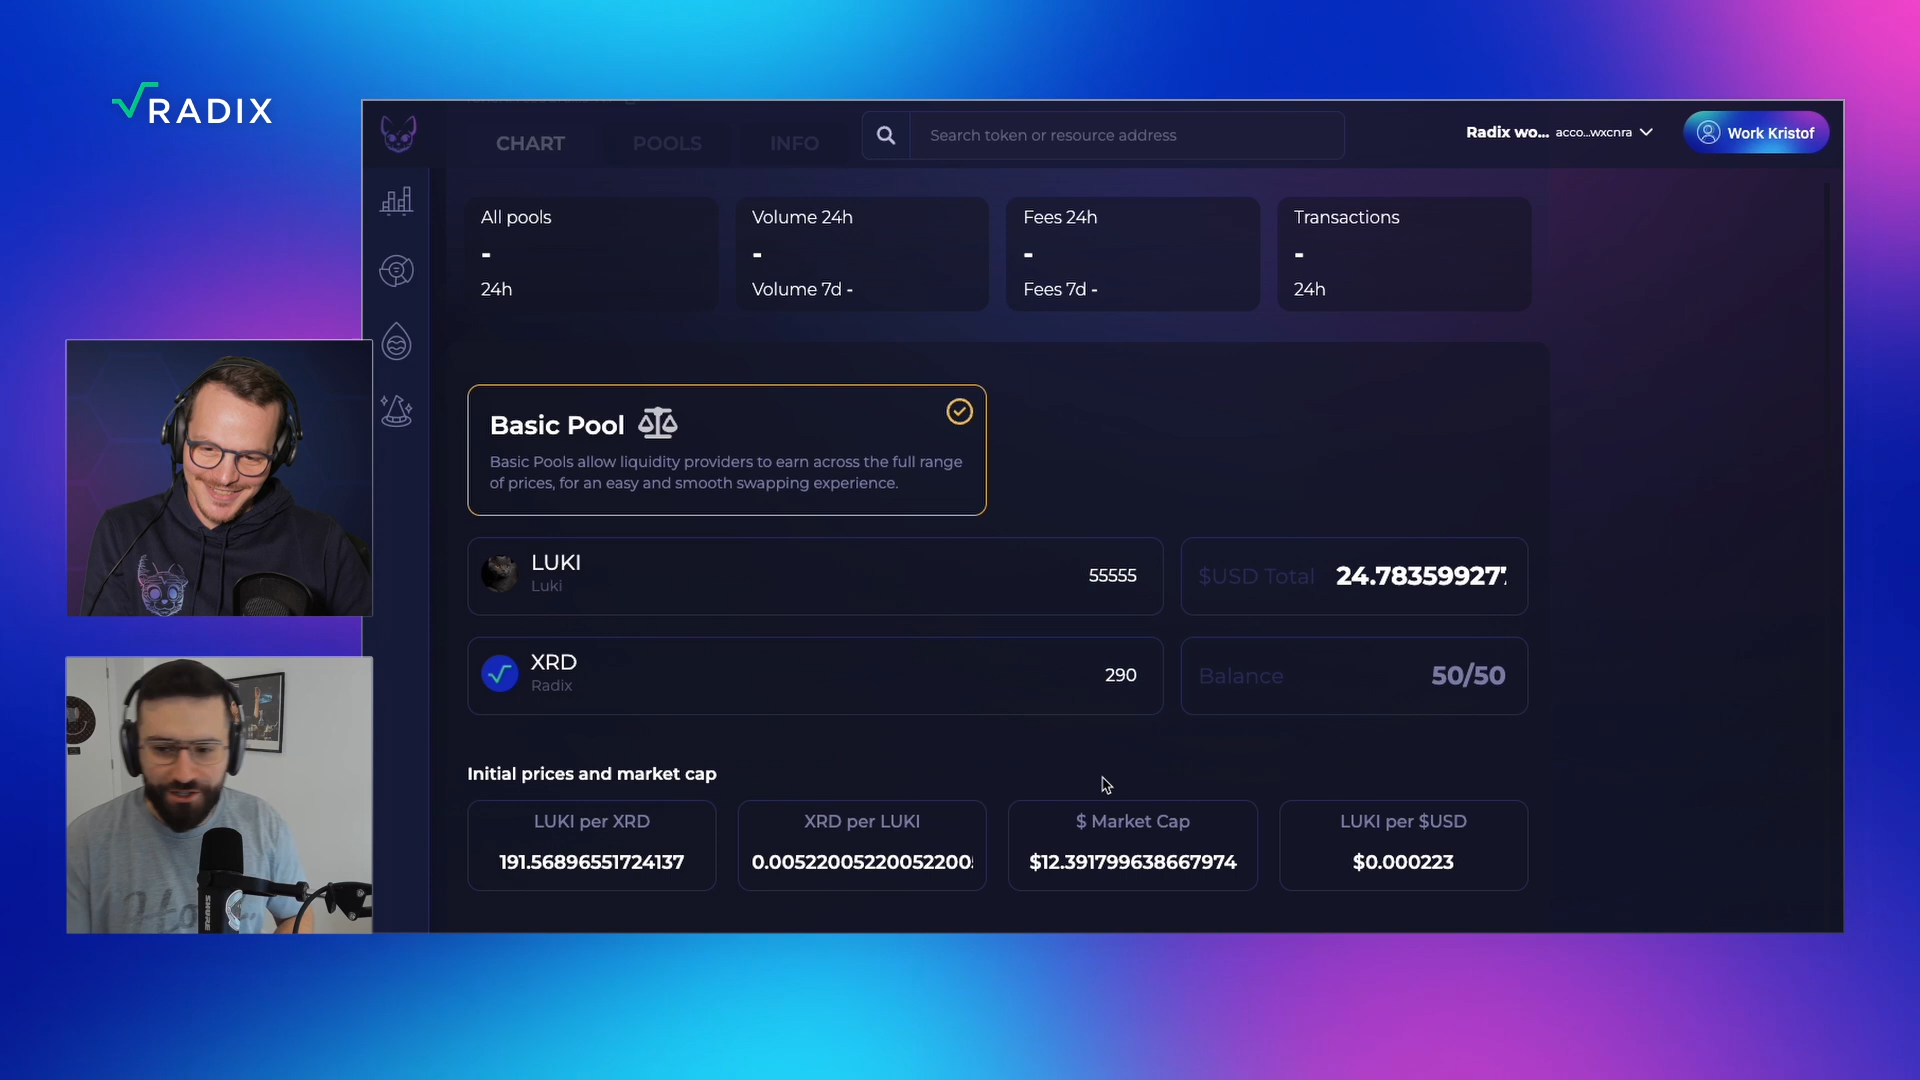 RADIX
CHART
POOLS
INFO
Search token or resource address
Radix wo... acco...wxcnra
Work Kristof
All pools
-
24h
Volume 24h
-
Volume 7d -
Fees 24h
-
Fees 7d -
Transactions
-
24h
Basic Pool
Basic Pools allow liquidity providers to earn across the full range
of prices, for an easy and smooth swapping experience.
LUKI
Luki
55555
$USD Total
24.783599277
XRD
Radix
290
Balance
50/50
Initial prices and market cap
LUKI per XRD
191.56896551724137
XRD per LUKI
0.005220052200522005
$ Market Cap
$12.391799638667974
LUKI per $USD
$0.000223
SHURE